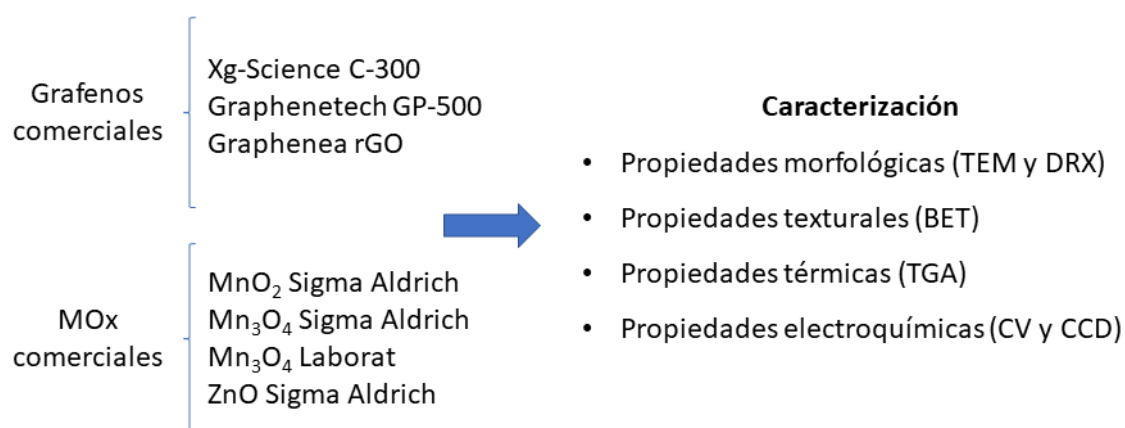 Grafenos
comerciales
Xg-Science C-300
Graphenetech GP-500
Graphenea rGO
MOx
comerciales
MnO₂ Sigma Aldrich
Mn₃O₄ Sigma Aldrich
Mn₃O₄ Laborat
ZnO Sigma Aldrich
Caracterización
• Propiedades morfológicas (TEM y DRX)
• Propiedades texturales (BET)
• Propiedades térmicas (TGA)
• Propiedades electroquímicas (CV y CCD)